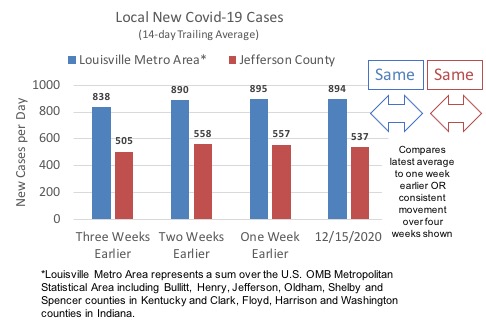 Local New Covid-19 Cases
(14-day Trailing Average)
Louisville Metro Area* Jefferson County
Same Same
New Cases per Day
1000
800
600
400
200
0
838 890 895 894
505 558 557 537
Three Weeks Earlier
Two Weeks Earlier
One Week Earlier
12/15/2020
Compares
latest average
to one week
earlier OR
consistent
movement
over four
weeks shown
*Louisville Metro Area represents a sum over the U.S. OMB Metropolitan
Statistical Area including Bullitt, Henry, Jefferson, Oldham, Shelby and
Spencer counties in Kentucky and Clark, Floyd, Harrison and Washington
counties in Indiana.